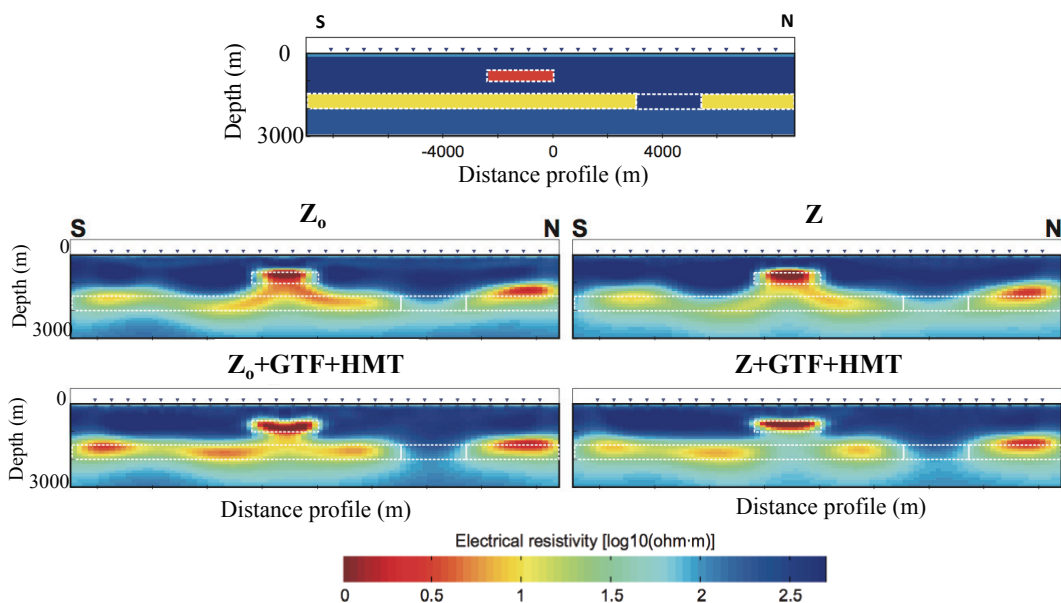 S N
0
Depth (m)
3000
-4000 0 4000
Distance profile (m)
Zo Z
S N S N
0
Depth (m)
3000
Zo+GTF+HMT Z+GTF+HMT
0
Depth (m)
3000
Distance profile (m) Distance profile (m)
Electrical resistivity [log10(ohm·m)]
0 0.5 1 1.5 2 2.5